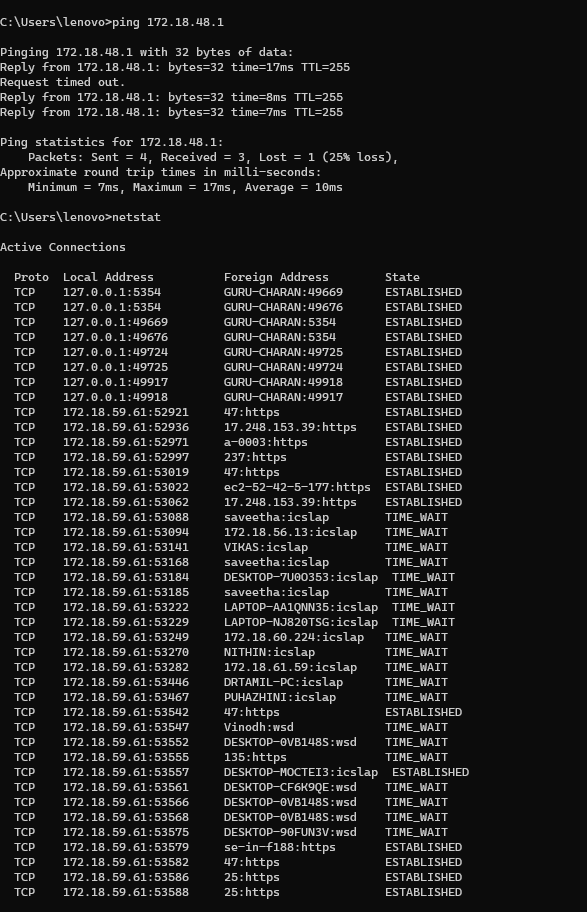 C:\Users\lenovo>ping 172.18.48.1
Pinging 172.18.48.1 with 32 bytes of data:
Reply from 172.18.48.1: bytes=32 time=17ms TTL=255
Request timed out.
Reply from 172.18.48.1: bytes=32 time=8ms TTL=255
Reply from 172.18.48.1: bytes=32 time=7ms TTL=255
Ping statistics for 172.18.48.1:
    Packets: Sent = 4, Received = 3, Lost = 1 (25% loss),
Approximate round trip times in milli-seconds:
    Minimum = 7ms, Maximum = 17ms, Average = 10ms
C:\Users\lenovo>netstat
Active Connections
  Proto  Local Address          Foreign Address        State
  TCP    127.0.0.1:5354         GURU-CHARAN:49669      ESTABLISHED
  TCP    127.0.0.1:5354         GURU-CHARAN:49676      ESTABLISHED
  TCP    127.0.0.1:49669        GURU-CHARAN:5354       ESTABLISHED
  TCP    127.0.0.1:49676        GURU-CHARAN:5354       ESTABLISHED
  TCP    127.0.0.1:49724        GURU-CHARAN:49725      ESTABLISHED
  TCP    127.0.0.1:49725        GURU-CHARAN:49724      ESTABLISHED
  TCP    127.0.0.1:49917        GURU-CHARAN:49918      ESTABLISHED
  TCP    127.0.0.1:49918        GURU-CHARAN:49917      ESTABLISHED
  TCP    172.18.59.61:52921     47:https               ESTABLISHED
  TCP    172.18.59.61:52936     17.248.153.39:https    ESTABLISHED
  TCP    172.18.59.61:52971     a-0003:https           ESTABLISHED
  TCP    172.18.59.61:52997     237:https              ESTABLISHED
  TCP    172.18.59.61:53019     47:https               ESTABLISHED
  TCP    172.18.59.61:53022     ec2-52-42-5-177:https  ESTABLISHED
  TCP    172.18.59.61:53062     17.248.153.39:https    ESTABLISHED
  TCP    172.18.59.61:53088     saveetha:icslap        TIME_WAIT
  TCP    172.18.59.61:53094     172.18.56.13:icslap    TIME_WAIT
  TCP    172.18.59.61:53141     VIKAS:icslap           TIME_WAIT
  TCP    172.18.59.61:53168     saveetha:icslap        TIME_WAIT
  TCP    172.18.59.61:53184     DESKTOP-7U0O353:icslap  TIME_WAIT
  TCP    172.18.59.61:53185     saveetha:icslap        TIME_WAIT
  TCP    172.18.59.61:53222     LAPTOP-AA1QNN35:icslap  TIME_WAIT
  TCP    172.18.59.61:53229     LAPTOP-NJ820TSG:icslap  TIME_WAIT
  TCP    172.18.59.61:53249     172.18.60.224:icslap   TIME_WAIT
  TCP    172.18.59.61:53270     NITHIN:icslap          TIME_WAIT
  TCP    172.18.59.61:53282     172.18.61.59:icslap    TIME_WAIT
  TCP    172.18.59.61:53446     DRTAMIL-PC:icslap      TIME_WAIT
  TCP    172.18.59.61:53467     PUHAZHINI:icslap       TIME_WAIT
  TCP    172.18.59.61:53542     47:https               ESTABLISHED
  TCP    172.18.59.61:53547     Vinodh:wsd             TIME_WAIT
  TCP    172.18.59.61:53552     DESKTOP-0VB148S:wsd    TIME_WAIT
  TCP    172.18.59.61:53555     135:https              TIME_WAIT
  TCP    172.18.59.61:53557     DESKTOP-MOCTEI3:icslap  ESTABLISHED
  TCP    172.18.59.61:53561     DESKTOP-CF6K9QE:wsd    TIME_WAIT
  TCP    172.18.59.61:53566     DESKTOP-0VB148S:wsd    TIME_WAIT
  TCP    172.18.59.61:53568     DESKTOP-0VB148S:wsd    TIME_WAIT
  TCP    172.18.59.61:53575     DESKTOP-90FUN3V:wsd    TIME_WAIT
  TCP    172.18.59.61:53579     se-in-f188:https       ESTABLISHED
  TCP    172.18.59.61:53582     47:https               ESTABLISHED
  TCP    172.18.59.61:53586     25:https               ESTABLISHED
  TCP    172.18.59.61:53588     25:https               ESTABLISHED